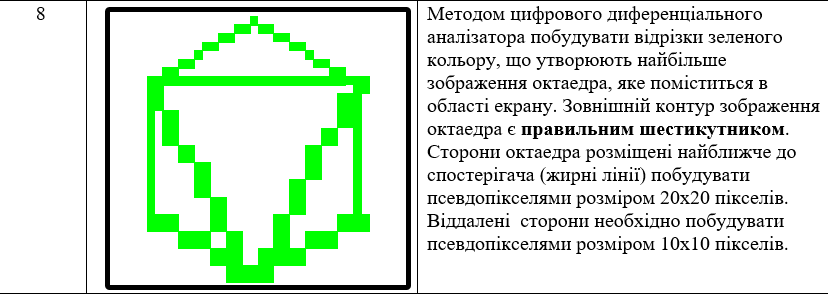 8
Методом цифрового диференціального
аналізатора побудувати відрізки зеленого
кольору, що утворюють найбільше
зображення октаедра, яке поміститься в
області екрану. Зовнішній контур зображення
октаедра є правильним шестикутником.
Сторони октаедра розміщені найближче до
спостерігача (жирні лінії) побудувати
псевдопікселями розміром 20x20 пікселів.
Віддалені сторони необхідно побудувати
псевдопікселями розміром 10x10 пікселів.